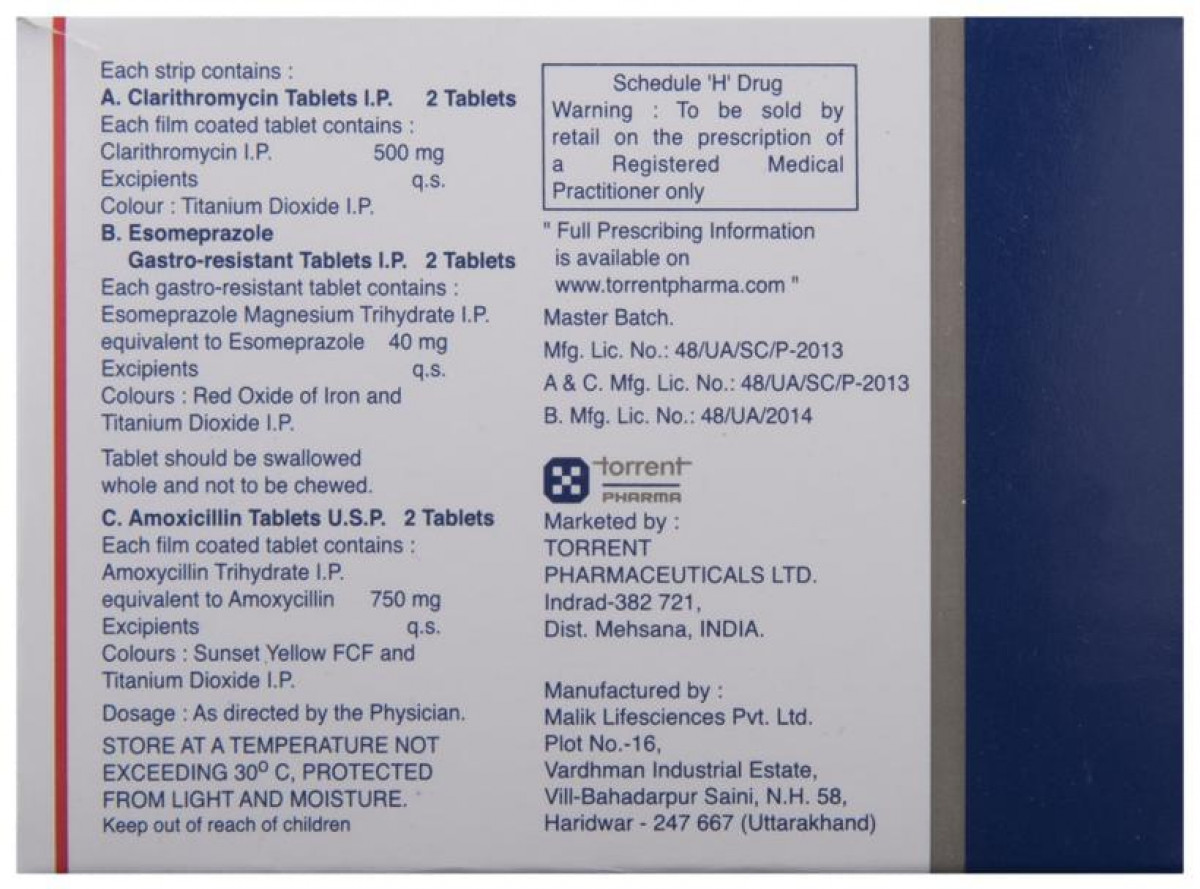 Each strip contains :
A. Clarithromycin Tablets I.P. 2 Tablets
Each film coated tablet contains :
Clarithromycin I.P. 500 mg
Excipients q.s.
Colour : Titanium Dioxide I.P.
B. Esomeprazole
Gastro-resistant Tablets I.P. 2 Tablets
Each gastro-resistant tablet contains :
Esomeprazole Magnesium Trihydrate I.P.
equivalent to Esomeprazole 40 mg
Excipients q.s.
Colours : Red Oxide of Iron and
Titanium Dioxide I.P.
Tablet should be swallowed
whole and not to be chewed.
C. Amoxicillin Tablets U.S.P. 2 Tablets
Each film coated tablet contains :
Amoxycillin Trihydrate I.P.
equivalent to Amoxycillin 750 mg
Excipients q.s.
Colours : Sunset Yellow FCF and
Titanium Dioxide I.P.
Dosage : As directed by the Physician.
STORE AT A TEMPERATURE NOT
EXCEEDING 30⁰ C, PROTECTED
FROM LIGHT AND MOISTURE.
Keep out of reach of children
Schedule 'H' Drug
Warning : To be sold by
retail on the prescription of
a Registered Medical
Practitioner only
" Full Prescribing Information
is available on
www.torrentpharma.com "
Master Batch.
Mfg. Lic. No.: 48/UA/SC/P-2013
A & C. Mfg. Lic. No.: 48/UA/SC/P-2013
B. Mfg. Lic. No.: 48/UA/2014
torrent
PHARMA
Marketed by :
TORRENT
PHARMACEUTICALS LTD.
Indrad-382 721,
Dist. Mehsana, INDIA.
Manufactured by :
Malik Lifesciences Pvt. Ltd.
Plot No.-16,
Vardhman Industrial Estate,
Vill-Bahadarpur Saini, N.H. 58,
Haridwar - 247 667 (Uttarakhand)